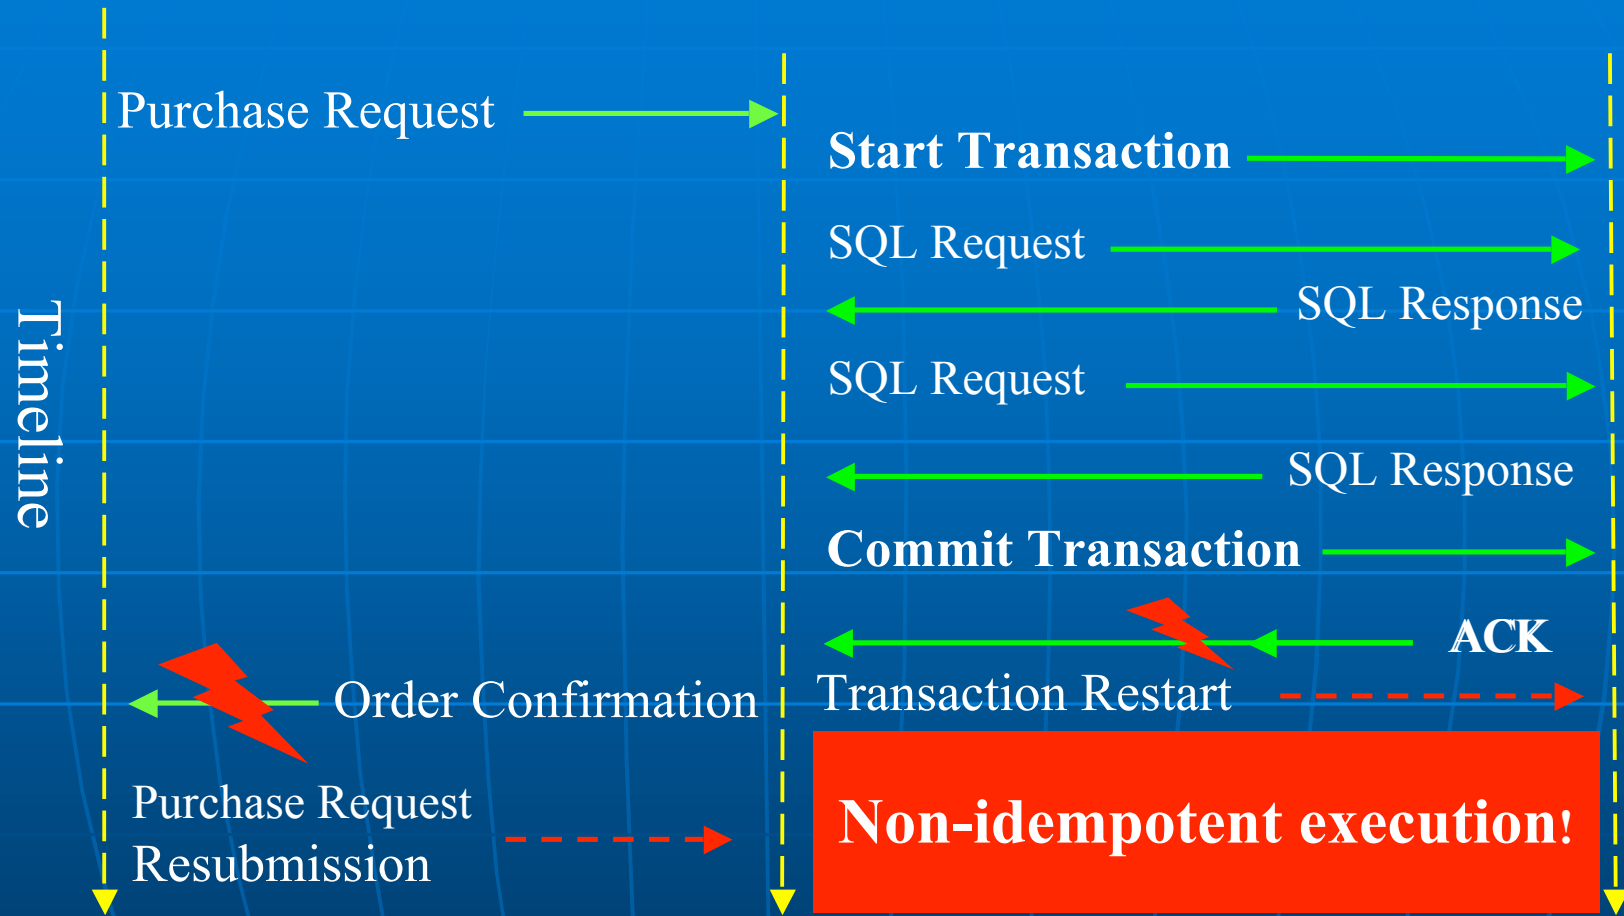 Timeline
Purchase Request
Start Transaction
SQL Request
SQL Response
SQL Request
SQL Response
Commit Transaction
ACK
Transaction Restart
Order Confirmation
Purchase Request
Resubmission
Non-idempotent execution!